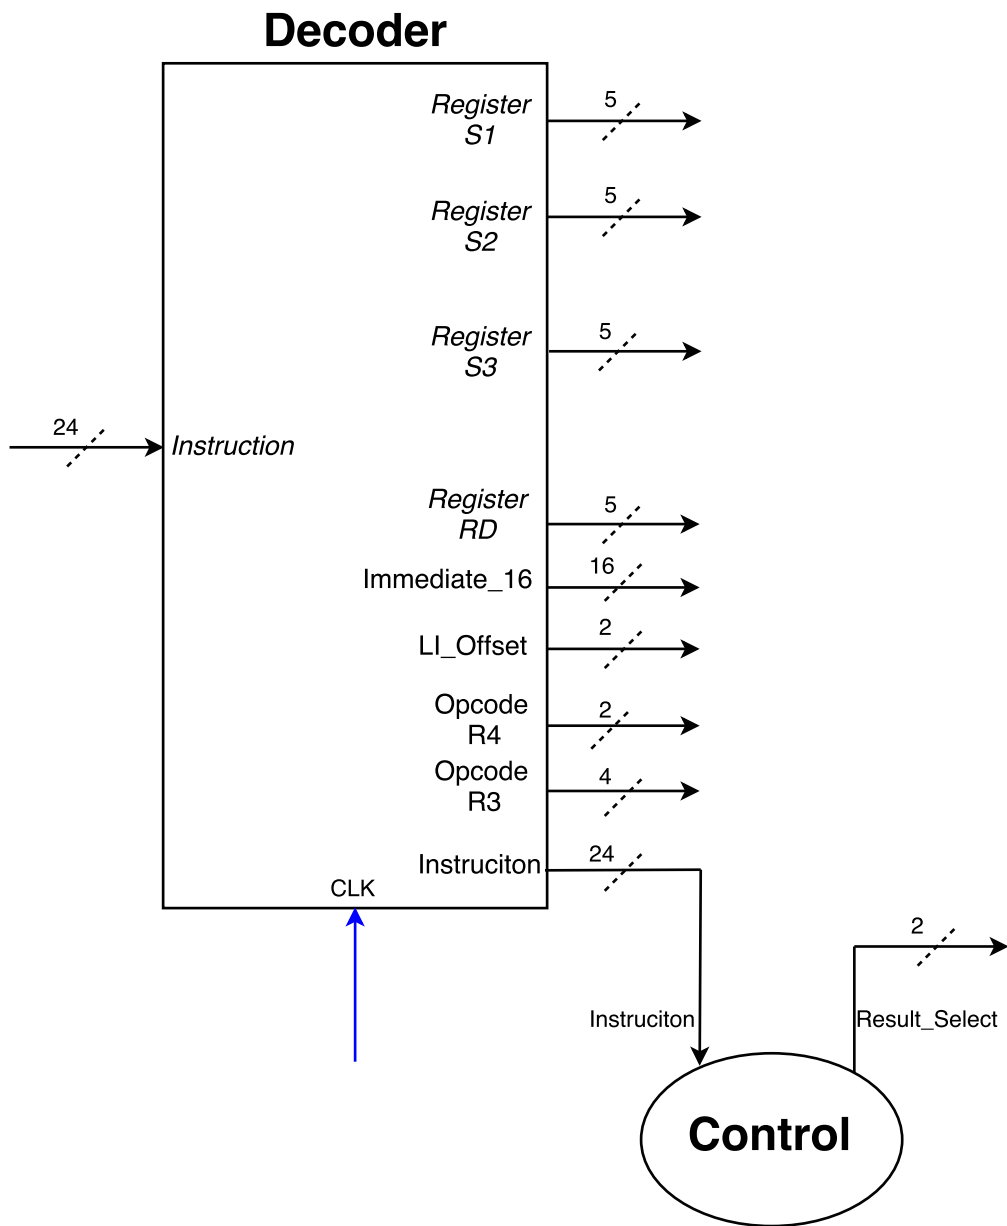 Decoder
Register
S1
5
Register
S2
5
Register
S3
5
24
Instruction
Register
RD
5
Immediate_16
16
LI_Offset
2
Opcode
R4
2
Opcode
R3
4
Instruciton
24
CLK
2
Instruciton
Result_Select
Control